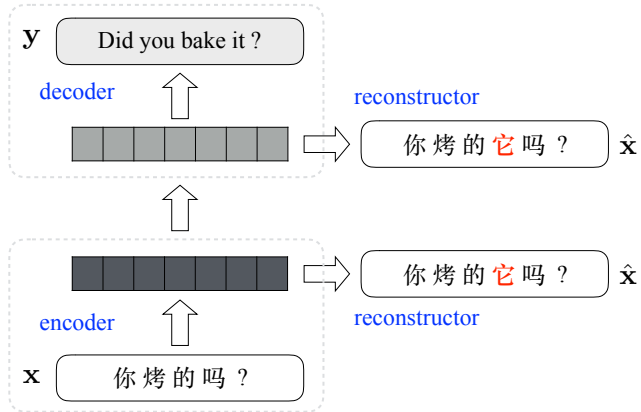 y Did you bake it ?
decoder
reconstructor
你 烤 的 它 吗 ? x̂
你 烤 的 它 吗 ? x̂
encoder
reconstructor
x 你 烤 的 吗 ?